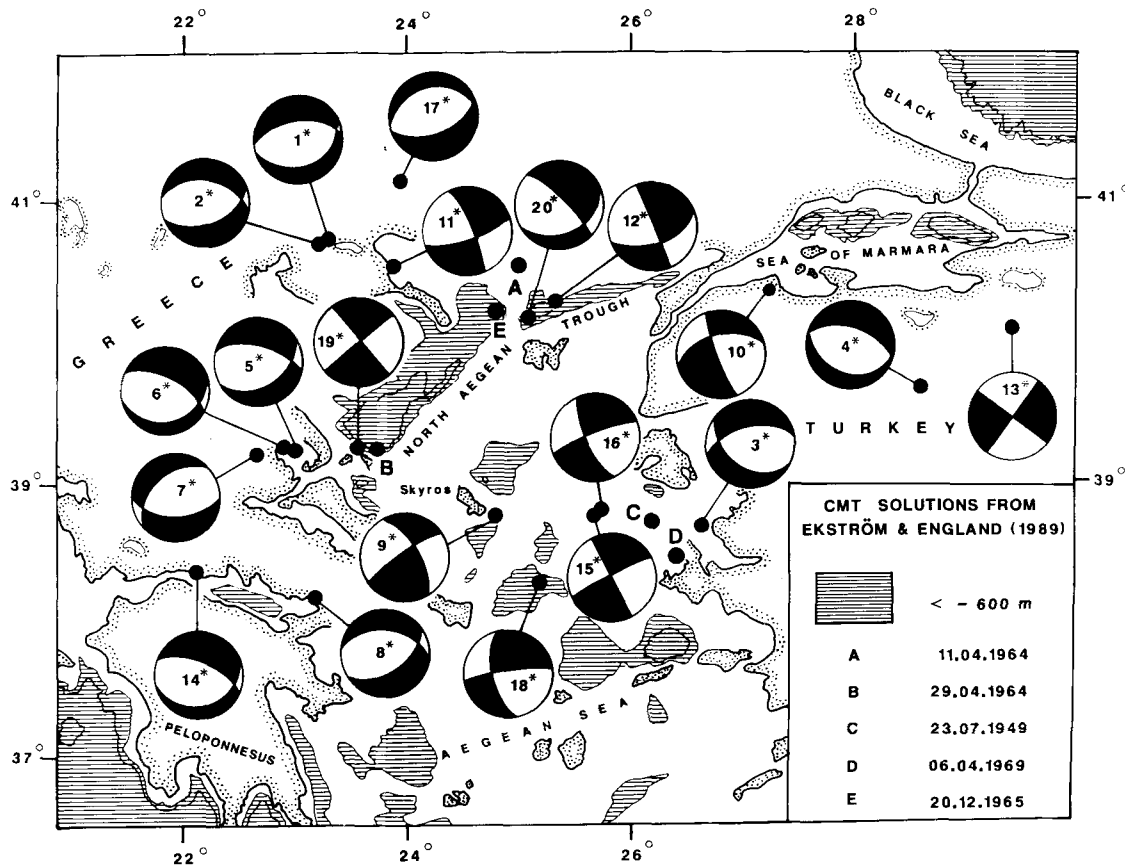 22° 24° 26° 28°
BLACK SEA
17*
1*
41° 41°
2*
11* 20* 12*
SEA OF MARMARA
A
GREECE
E
TROUGH
19*
5*
10* 4*
13*
6*
NORTH AEGEAN
16*
3*
TURKEY
B
39° 39°
7*
Skyros
C
D
CMT SOLUTIONS FROM
EKSTRÖM & ENGLAND (1989)
9*
15*
< - 600 m
8*
14*
18*
A 11.04.1964
B 29.04.1964
C 23.07.1949
D 06.04.1969
E 20.12.1965
PELOPONNESUS
AEGEAN SEA
37°
22° 24° 26°